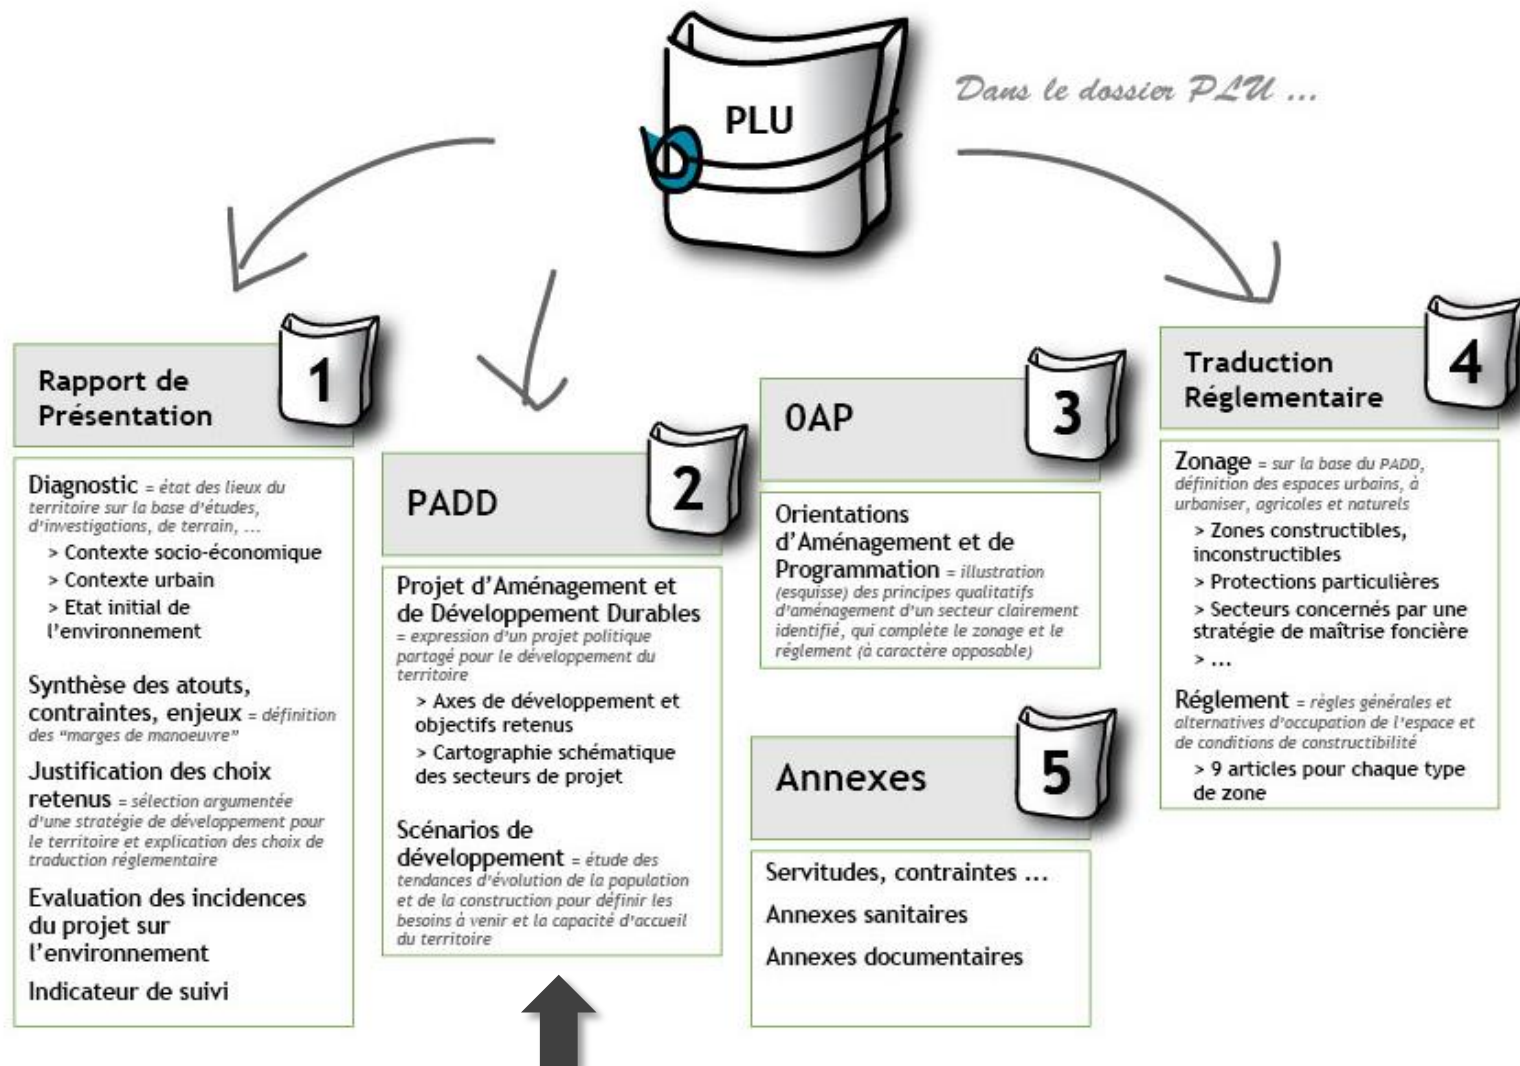 PLU
Dans le dossier PLU ...
Rapport de
Présentation
1
Diagnostic = état des lieux du
territoire sur la base d'études,
d'investigations, de terrain, ...
> Contexte socio-économique
> Contexte urbain
> Etat initial de
l'environnement
Synthèse des atouts,
contraintes, enjeux = définition
des "marges de manoeuvre"
Justification des choix
retenus = sélection argumentée
d'une stratégie de développement pour
le territoire et explication des choix de
traduction réglementaire
Evaluation des incidences
du projet sur
l'environnement
Indicateur de suivi
PADD
2
Projet d'Aménagement et
de Développement Durables
= expression d'un projet politique
partagé pour le développement du
territoire
> Axes de développement et
objectifs retenus
> Cartographie schématique
des secteurs de projet
Scénarios de
développement = étude des
tendances d'évolution de la population
et de la construction pour définir les
besoins à venir et la capacité d'accueil
du territoire
OAP
3
Orientations
d'Aménagement et de
Programmation = illustration
(esquisse) des principes qualitatifs
d'aménagement d'un secteur clairement
identifié, qui complète le zonage et le
réglement (à caractère opposable)
Annexes
5
Servitudes, contraintes ...
Annexes sanitaires
Annexes documentaires
Traduction
Réglementaire
4
Zonage = sur la base du PADD,
définition des espaces urbains, à
urbaniser, agricoles et naturels
> Zones constructibles,
inconstructibles
> Protections particulières
> Secteurs concernés par une
stratégie de maîtrise foncière
> ...
Réglement = règles générales et
alternatives d'occupation de l'espace et
de conditions de constructibilité
> 9 articles pour chaque type
de zone